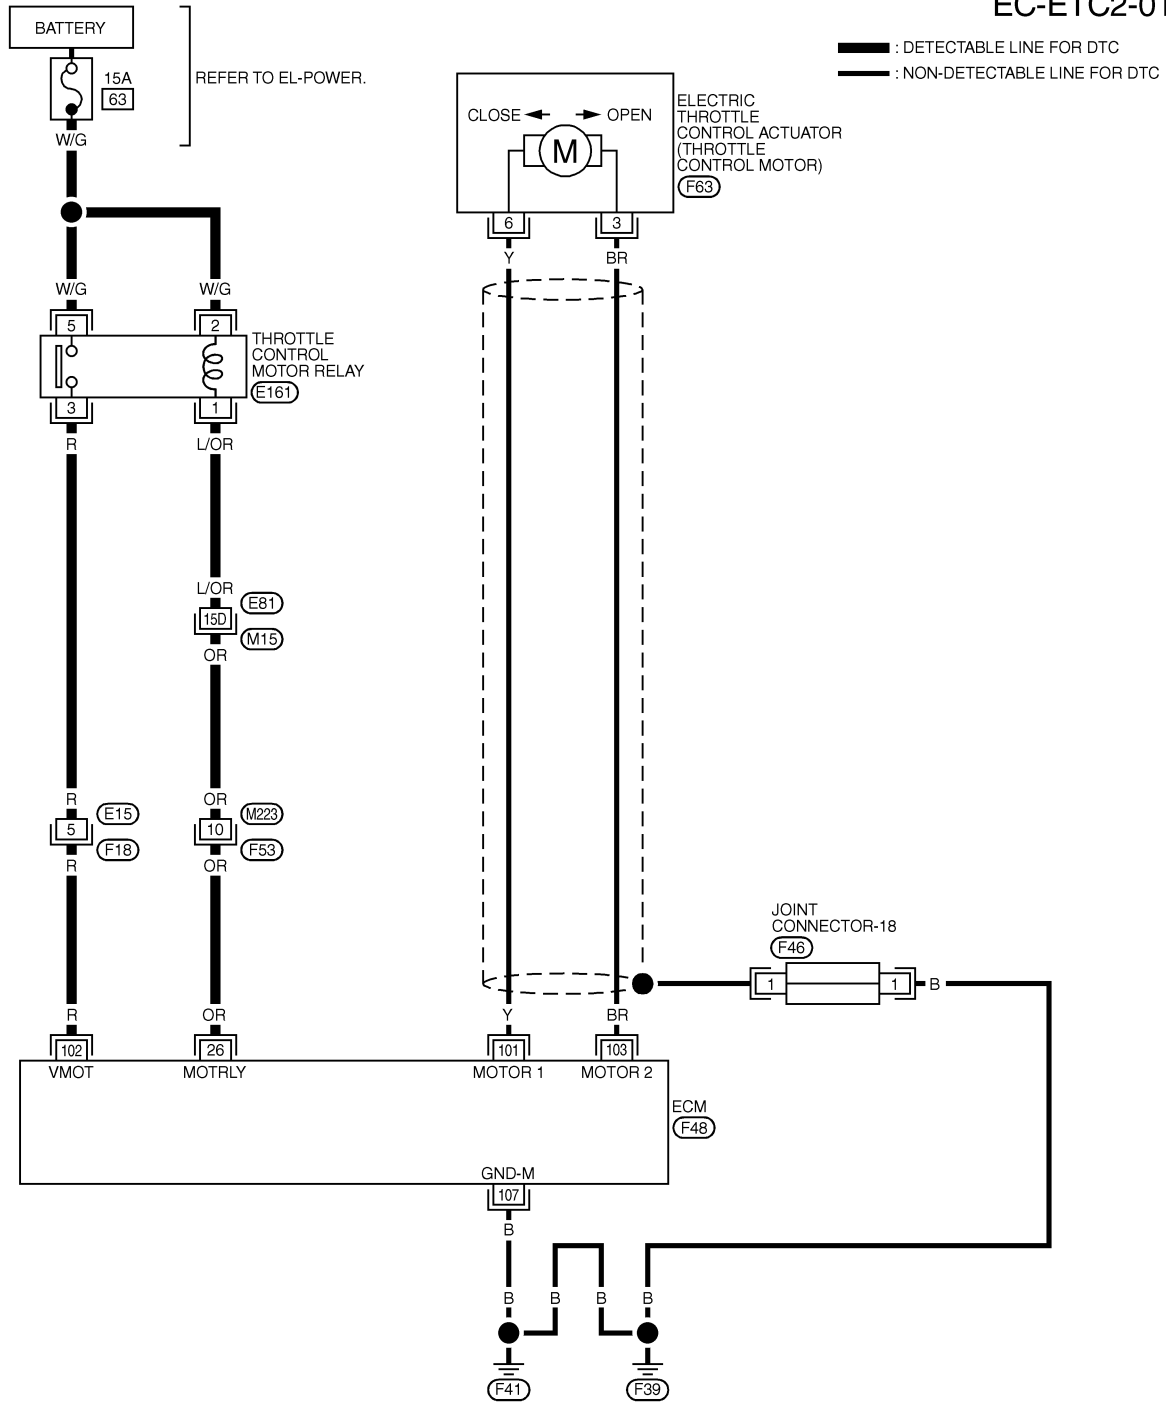 EC-ETC2-01
BATTERY
15A
63
REFER TO EL-POWER.
: DETECTABLE LINE FOR DTC
: NON-DETECTABLE LINE FOR DTC
W/G
CLOSE
OPEN
M
ELECTRIC
THROTTLE
CONTROL ACTUATOR
(THROTTLE
CONTROL MOTOR)
F63
6
3
Y
BR
W/G
W/G
5
2
THROTTLE
CONTROL
MOTOR RELAY
E161
3
1
R
L/OR
L/OR
E81
15D
M15
OR
R
OR
E15
M223
5
10
F18
F53
R
OR
JOINT
CONNECTOR-18
F46
1
1
B
R
OR
Y
BR
102
26
101
103
VMOT
MOTRLY
MOTOR 1
MOTOR 2
ECM
F48
GND-M
107
B
B
B
B
B
F41
F39